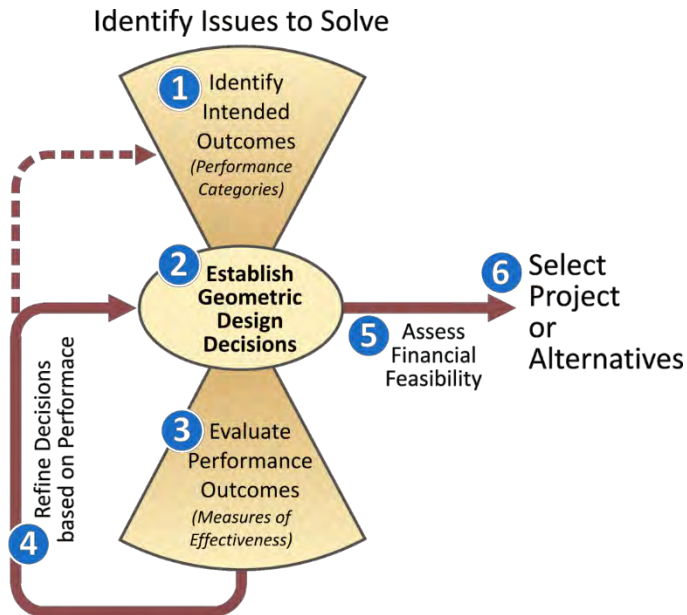 Identify Issues to Solve
1
Identify
Intended
Outcomes
(Performance
Categories)
2
Establish
Geometric
Design
Decisions
3
Evaluate
Performance
Outcomes
(Measures of
Effectiveness)
4
Refine Decisions
based on Performace
5
Assess
Financial
Feasibility
6
Select
Project
or
Alternatives